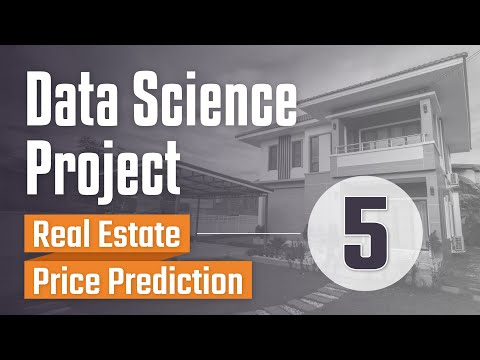 Data Science
Project
Real Estate
Price Prediction
5